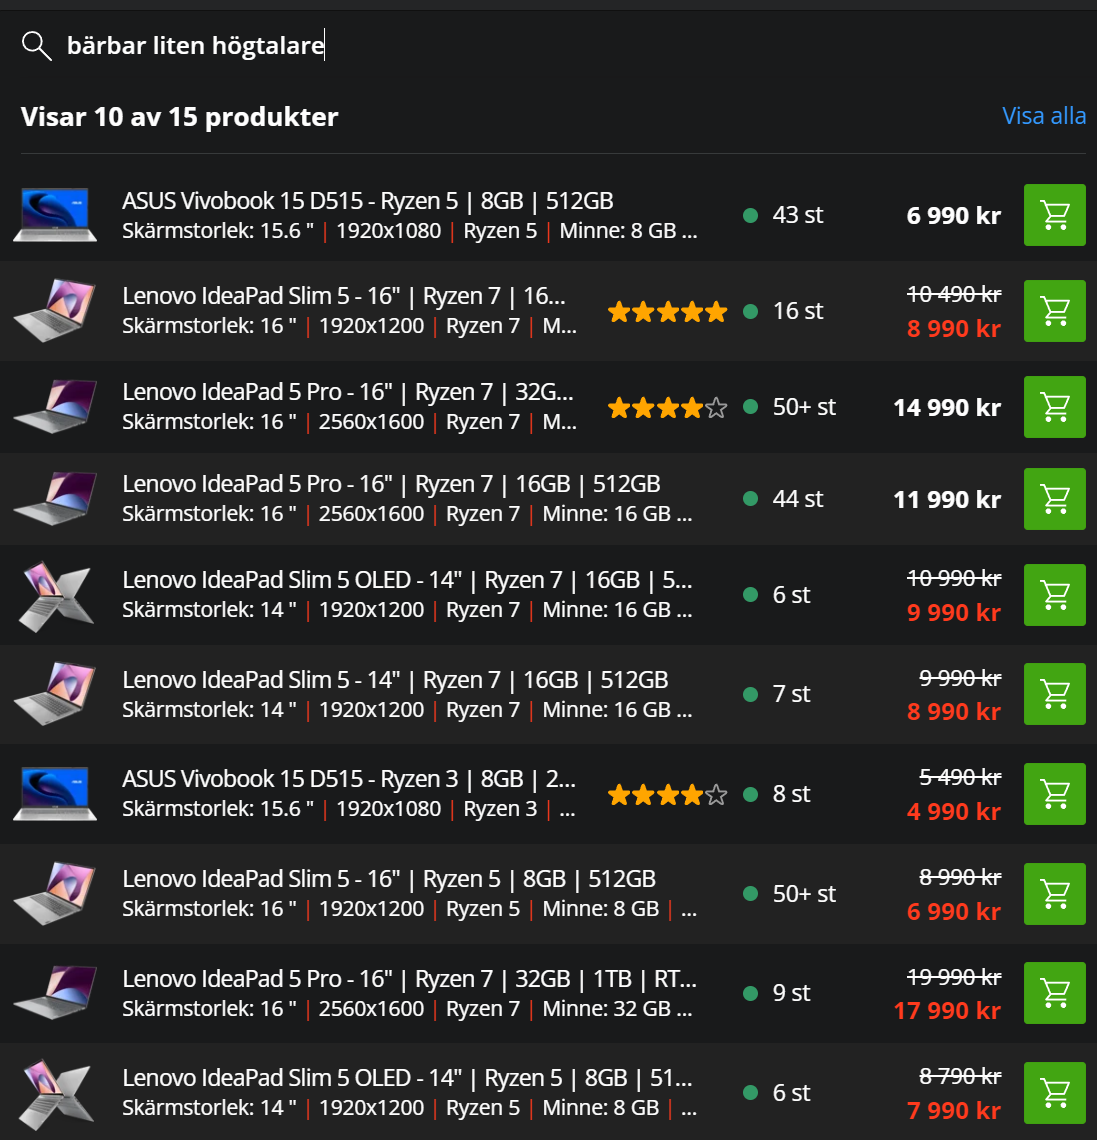 bärbar liten högtalare
Visar 10 av 15 produkter
Visa alla
ASUS Vivobook 15 D515 - Ryzen 5 | 8GB | 512GB
Skärmstorlek: 15.6 " | 1920x1080 | Ryzen 5 | Minne: 8 GB ...
43 st
6 990 kr
Lenovo IdeaPad Slim 5 - 16" | Ryzen 7 | 16...
Skärmstorlek: 16 " | 1920x1200 | Ryzen 7 | M...
16 st
10 490 kr
8 990 kr
Lenovo IdeaPad 5 Pro - 16" | Ryzen 7 | 32G...
Skärmstorlek: 16 " | 2560x1600 | Ryzen 7 | M...
50+ st
14 990 kr
Lenovo IdeaPad 5 Pro - 16" | Ryzen 7 | 16GB | 512GB
Skärmstorlek: 16 " | 2560x1600 | Ryzen 7 | Minne: 16 GB ...
44 st
11 990 kr
Lenovo IdeaPad Slim 5 OLED - 14" | Ryzen 7 | 16GB | 5...
Skärmstorlek: 14 " | 1920x1200 | Ryzen 7 | Minne: 16 GB ...
6 st
10 990 kr
9 990 kr
Lenovo IdeaPad Slim 5 - 14" | Ryzen 7 | 16GB | 512GB
Skärmstorlek: 14 " | 1920x1200 | Ryzen 7 | Minne: 16 GB ...
7 st
9 990 kr
8 990 kr
ASUS Vivobook 15 D515 - Ryzen 3 | 8GB | 2...
Skärmstorlek: 15.6 " | 1920x1080 | Ryzen 3 | ...
8 st
5 490 kr
4 990 kr
Lenovo IdeaPad Slim 5 - 16" | Ryzen 5 | 8GB | 512GB
Skärmstorlek: 16 " | 1920x1200 | Ryzen 5 | Minne: 8 GB | ...
50+ st
8 990 kr
6 990 kr
Lenovo IdeaPad 5 Pro - 16" | Ryzen 7 | 32GB | 1TB | RT...
Skärmstorlek: 16 " | 2560x1600 | Ryzen 7 | Minne: 32 GB ...
9 st
19 990 kr
17 990 kr
Lenovo IdeaPad Slim 5 OLED - 14" | Ryzen 5 | 8GB | 51...
Skärmstorlek: 14 " | 1920x1200 | Ryzen 5 | Minne: 8 GB | ...
6 st
8 790 kr
7 990 kr